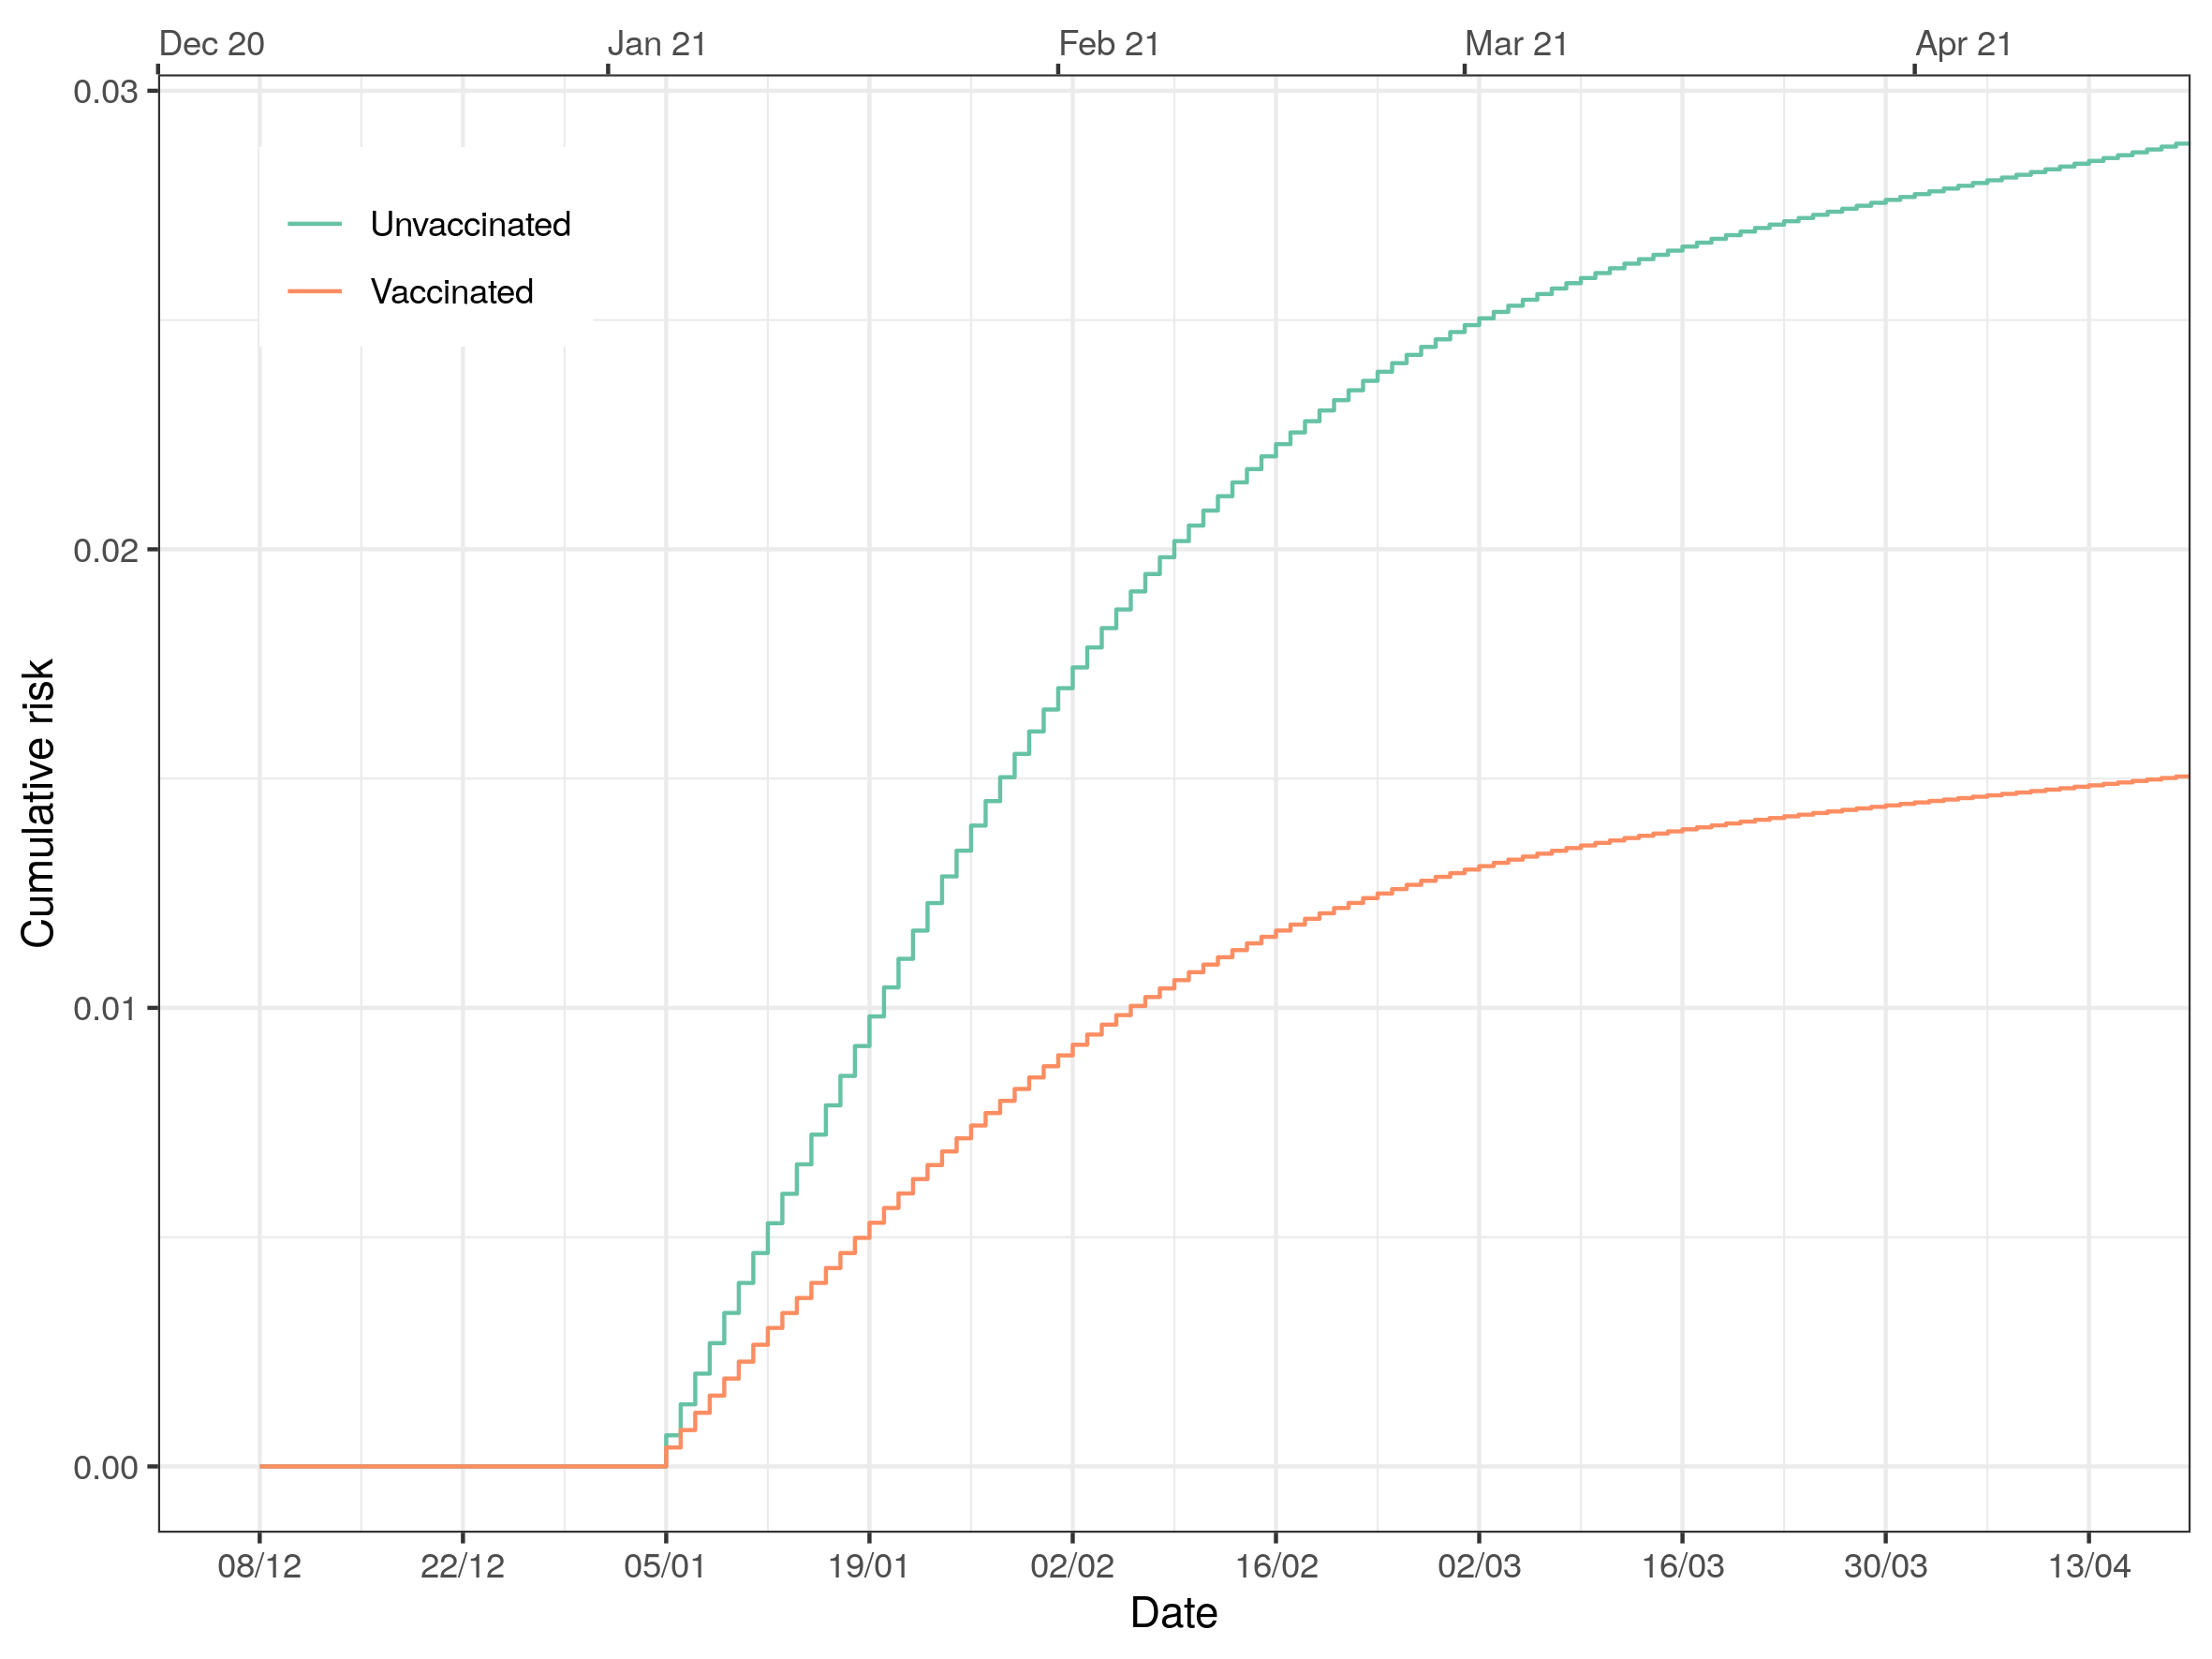 Dec 20 Jan 21 Feb 21 Mar 21 Apr 21
0.03
Unvaccinated
Vaccinated
0.02
Cumulative risk
0.01
0.00
08/12 22/12 05/01 19/01 02/02 16/02 02/03 16/03 30/03 13/04
Date